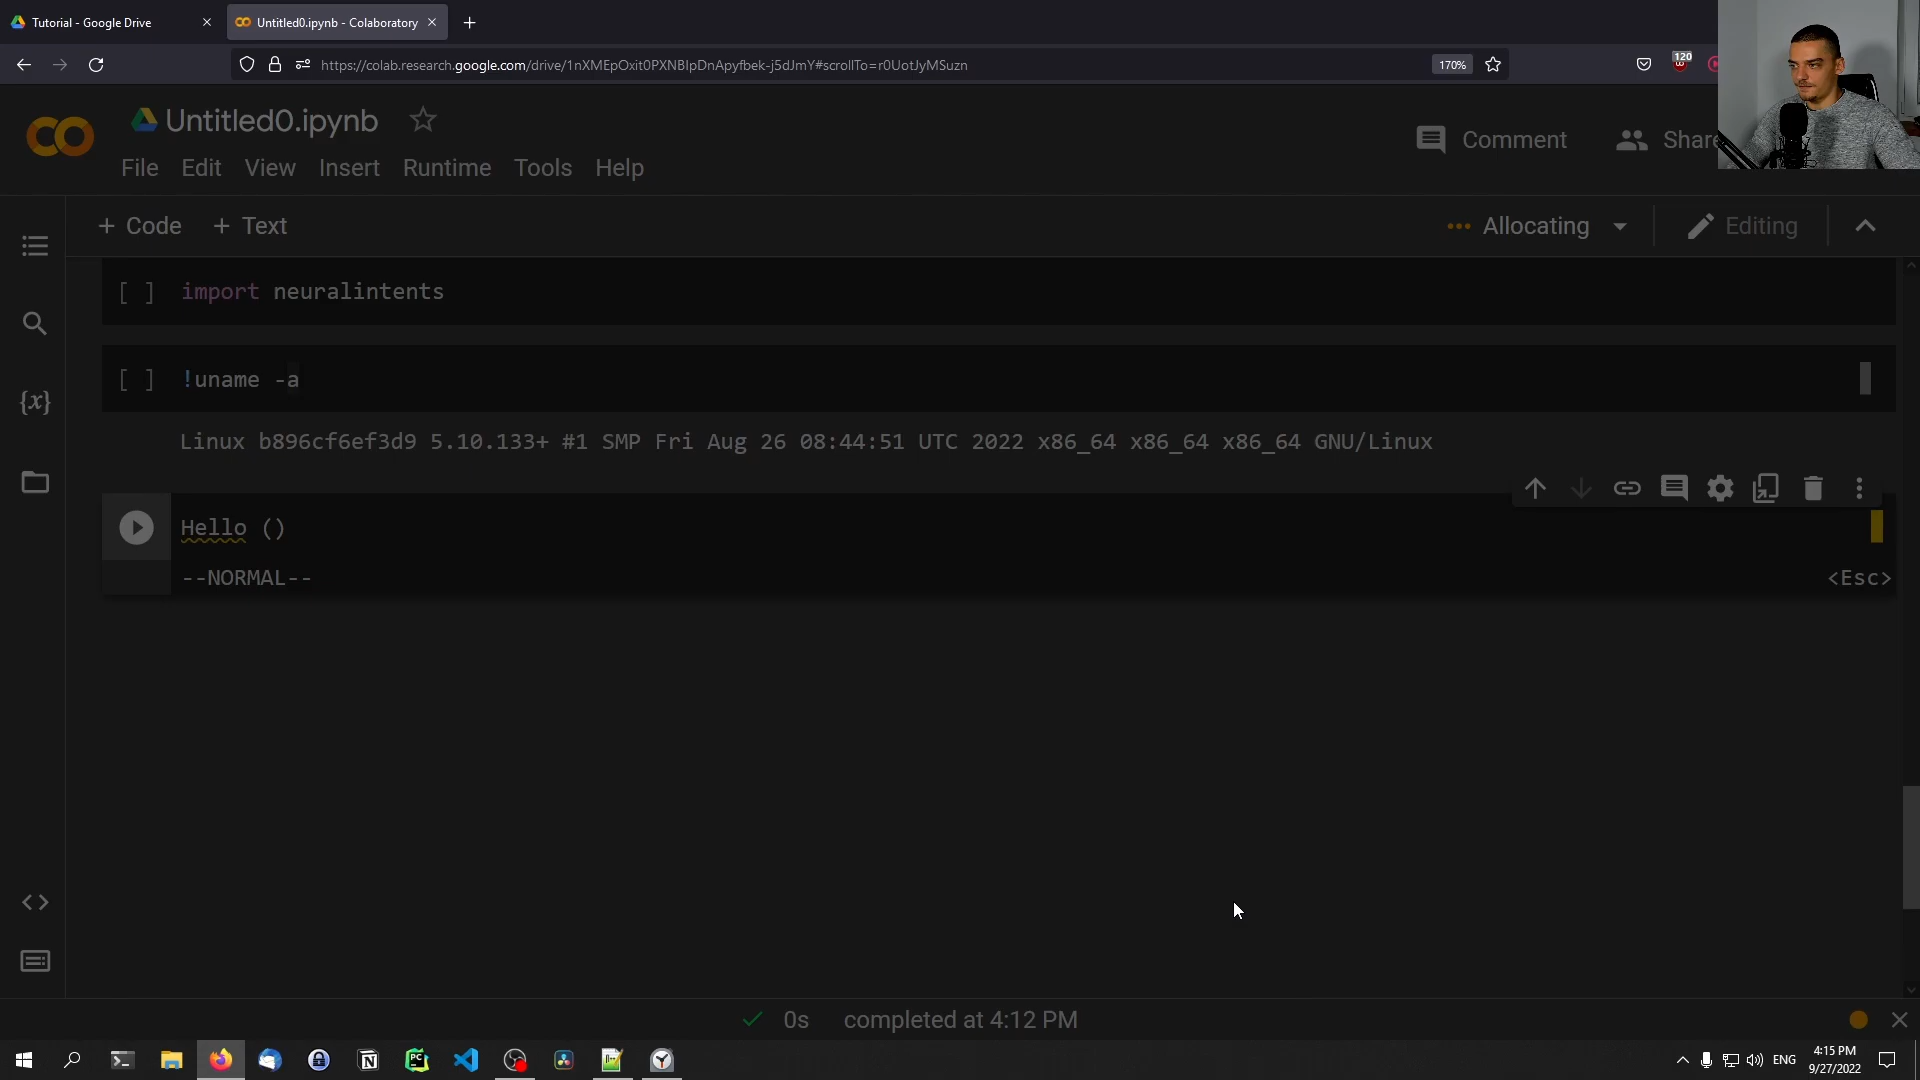 Tutorial - Google Drive
Untitled0.ipynb - Colaboratory
https://colab.research.google.com/drive/1nXMEpOxit0PXNBIpDnApyfbek-j5dJmY#scrollTo=r0UotJyMSuzn
170%
120
Untitled0.ipynb
Comment
Share
File Edit View Insert Runtime Tools Help
+ Code + Text
Allocating
Editing
[ ] import neuralintents
[ ] !uname -a
Linux b896cf6ef3d9 5.10.133+ #1 SMP Fri Aug 26 08:44:51 UTC 2022 x86_64 x86_64 x86_64 GNU/Linux
Hello ()
--NORMAL--
<Esc>
{x}
0s completed at 4:12 PM
ENG
4:15 PM
9/27/2022